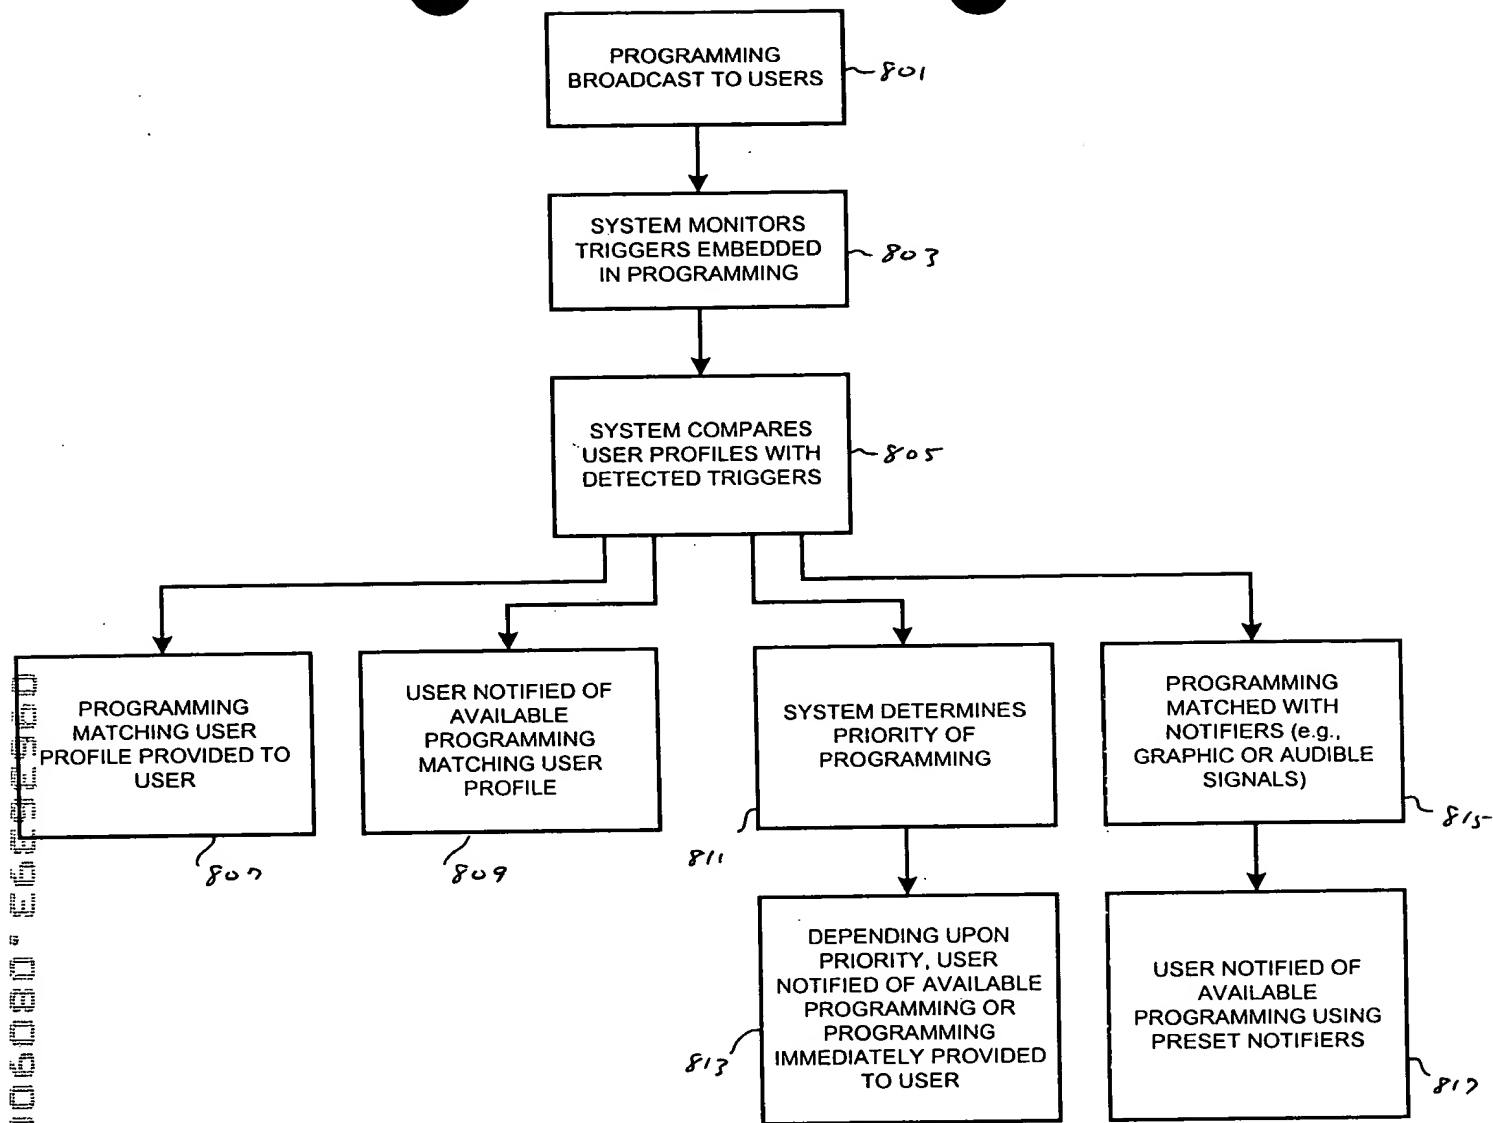 PROGRAMMING
BROADCAST TO USERS
801
SYSTEM MONITORS
TRIGGERS EMBEDDED
IN PROGRAMMING
803
SYSTEM COMPARES
USER PROFILES WITH
DETECTED TRIGGERS
805
PROGRAMMING
MATCHING USER
PROFILE PROVIDED TO
USER
807
USER NOTIFIED OF
AVAILABLE
PROGRAMMING
MATCHING USER
PROFILE
809
SYSTEM DETERMINES
PRIORITY OF
PROGRAMMING
811
PROGRAMMING
MATCHED WITH
NOTIFIERS (e.g.,
GRAPHIC OR AUDIBLE
SIGNALS)
815
DEPENDING UPON
PRIORITY, USER
NOTIFIED OF AVAILABLE
PROGRAMMING OR
PROGRAMMING
IMMEDIATELY PROVIDED
TO USER
813
USER NOTIFIED OF
AVAILABLE
PROGRAMMING USING
PRESET NOTIFIERS
817